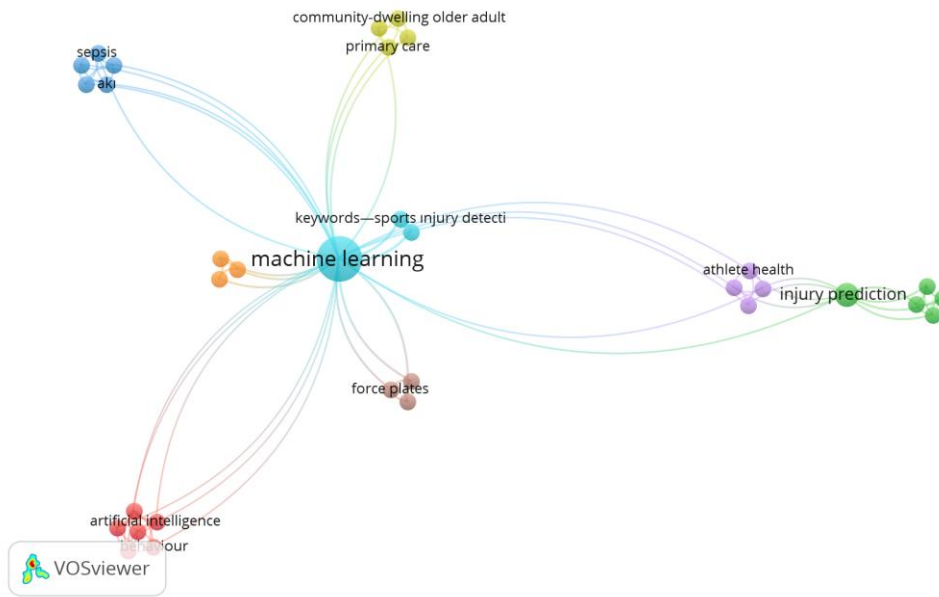 community-dwelling older adult
primary care
sepsis
aki
keywords—sports injury detecti
machine learning
athlete health
injury prediction
force plates
artificial intelligence
behaviour
VOSviewer